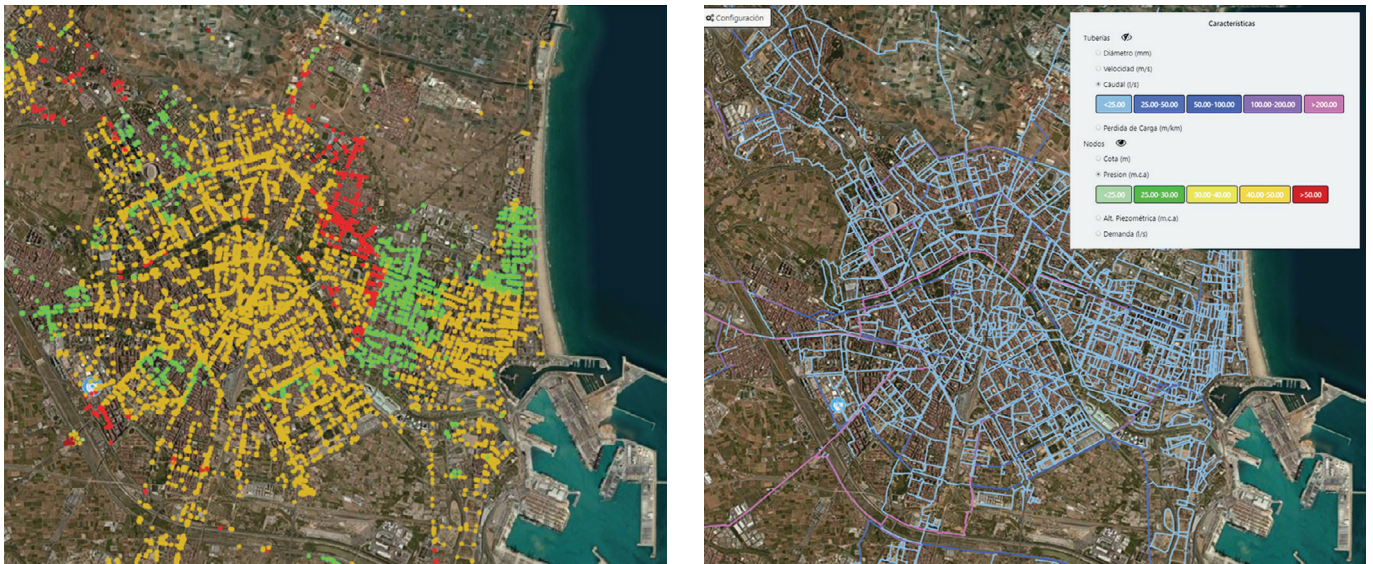 Configuración
Características
Tuberías
Diámetro (mm)
Velocidad (m/s)
Caudal (l/s)
<25.00 25.00-50.00 50.00-100.00 100.00-200.00 >200.00
Perdida de Carga (m/km)
Nodos
Cota (m)
Presion (m.c.a)
<25.00 25.00-30.00 30.00-40.00 40.00-50.00 >50.00
Alt. Piezométrica (m.c.a)
Demanda (l/s)